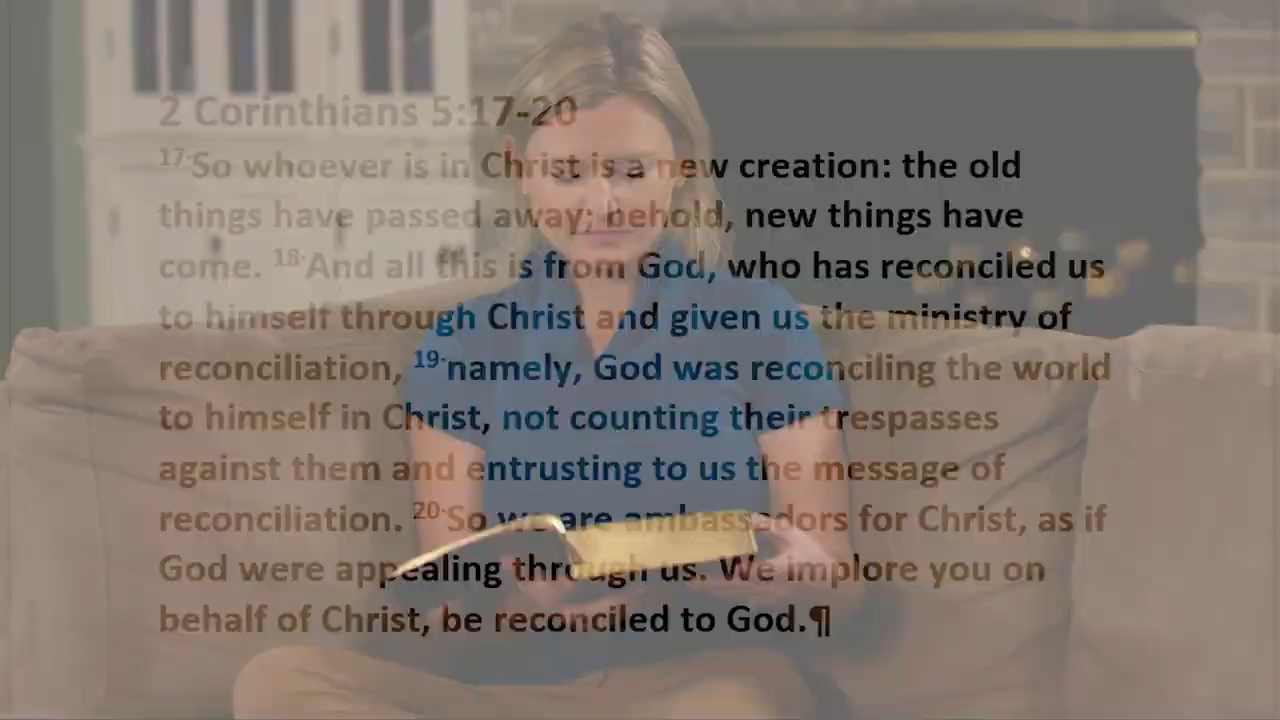 2 Corinthians 5:17-20
17·So whoever is in Christ is a new creation: the old
things have passed away; behold, new things have
come. 18·And all this is from God, who has reconciled us
to himself through Christ and given us the ministry of
reconciliation, 19·namely, God was reconciling the world
to himself in Christ, not counting their trespasses
against them and entrusting to us the message of
reconciliation. 20·So we are ambassadors for Christ, as if
God were appealing through us. We implore you on
behalf of Christ, be reconciled to God.¶